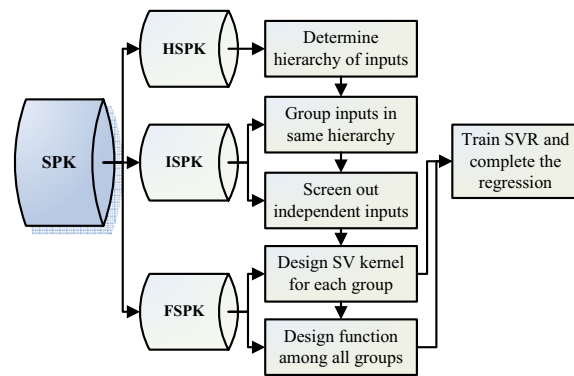 SPK
HSPK
ISPK
FSPK
Determine
hierarchy of inputs
Group inputs in
same hierarchy
Screen out
independent inputs
Design SV kernel
for each group
Design function
among all groups
Train SVR and
complete the
regression